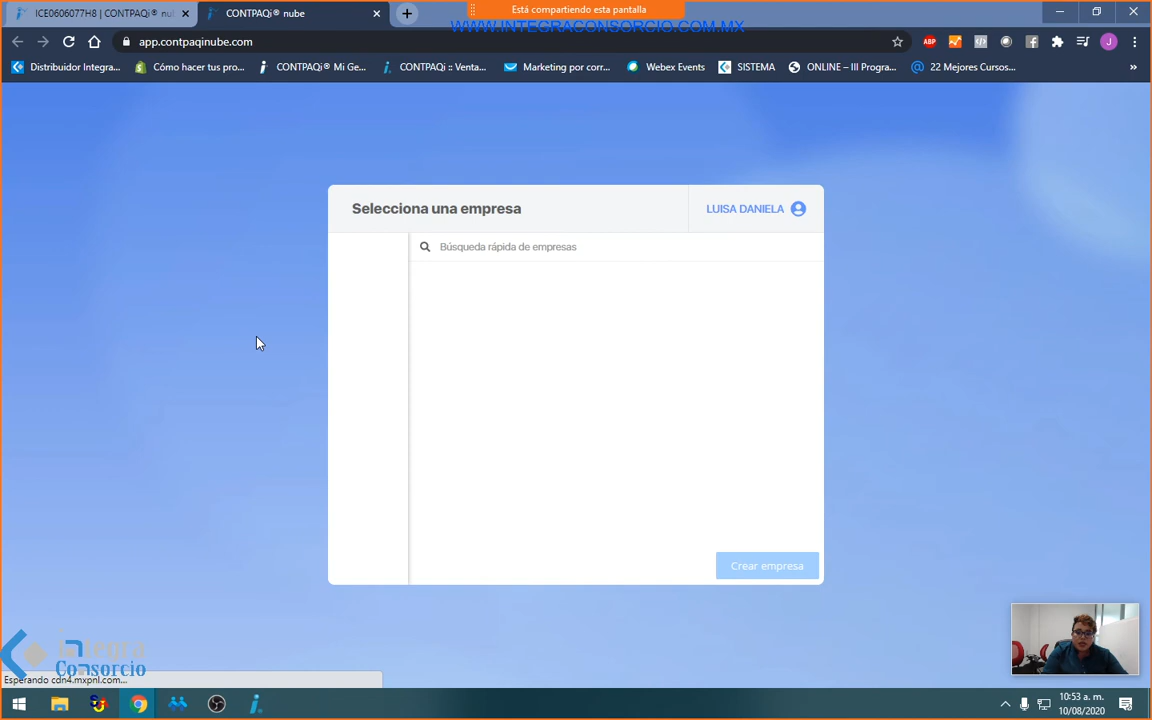 ICE0606077H8 | CONTPAQi® nub
CONTPAQi® nube
Está compartiendo esta pantalla
WWW.INTEGRACONSORCIO.COM.MX
app.contpaqinube.com
ABP
J
Distribuidor Integra...
Cómo hacer tus pro...
CONTPAQi® Mi Ge...
CONTPAQi :: Venta...
Marketing por corr...
Webex Events
SISTEMA
ONLINE – III Progra...
22 Mejores Cursos...
»
Selecciona una empresa
LUISA DANIELA
Búsqueda rápida de empresas
Crear empresa
Integra
Consorcio
Esperando cdn4.mxpnl.com...
10:53 a. m.
10/08/2020